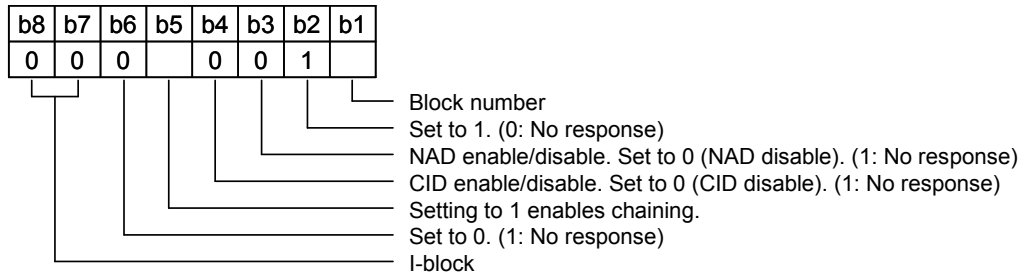 b8 b7 b6 b5 b4 b3 b2 b1
0 0 0 0 0 1
Block number
Set to 1. (0: No response)
NAD enable/disable. Set to 0 (NAD disable). (1: No response)
CID enable/disable. Set to 0 (CID disable). (1: No response)
Setting to 1 enables chaining.
Set to 0. (1: No response)
I-block